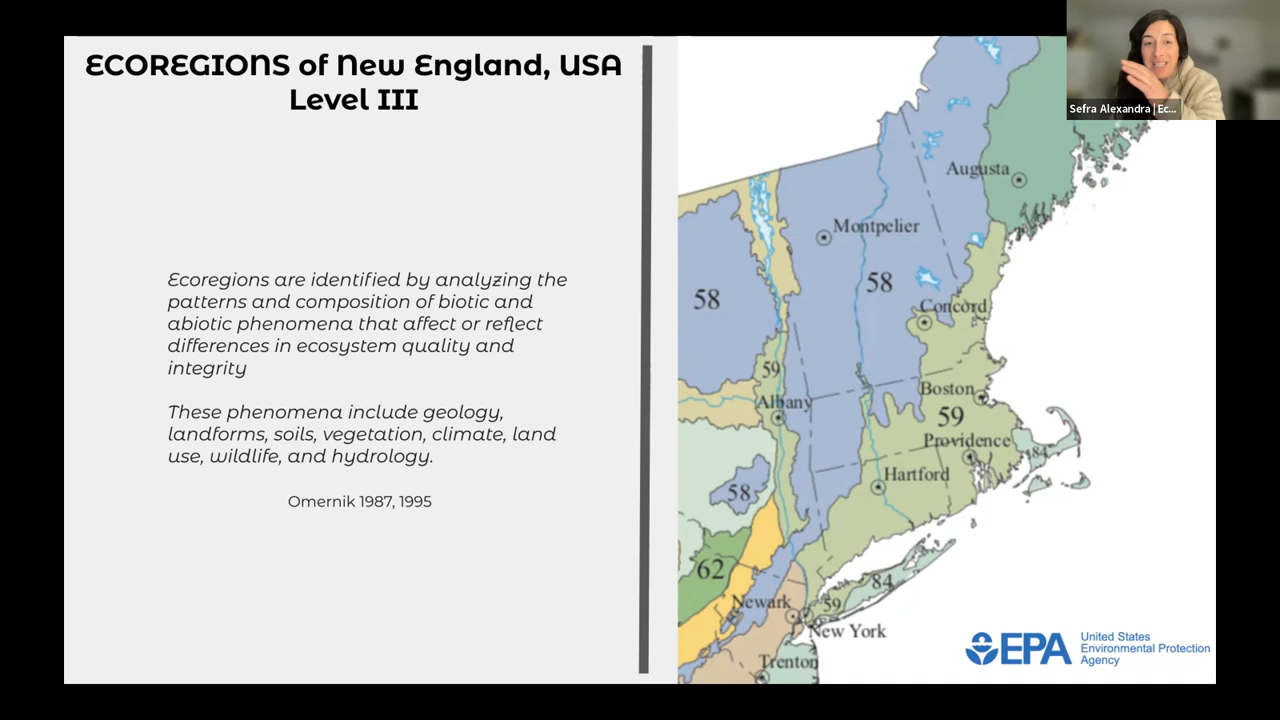 ECOREGIONS of New England, USA
Level III
Ecoregions are identified by analyzing the
patterns and composition of biotic and
abiotic phenomena that affect or reflect
differences in ecosystem quality and
integrity
These phenomena include geology,
landforms, soils, vegetation, climate, land
use, wildlife, and hydrology.
Omernik 1987, 1995
Sefra Alexandra | Ec...
Augusta
Montpelier
58
58
Concord
59
Albany
Boston
59
Providence
84
Hartford
58
62
84
Newark
59
New York
Trenton
EPA
United States
Environmental Protection
Agency